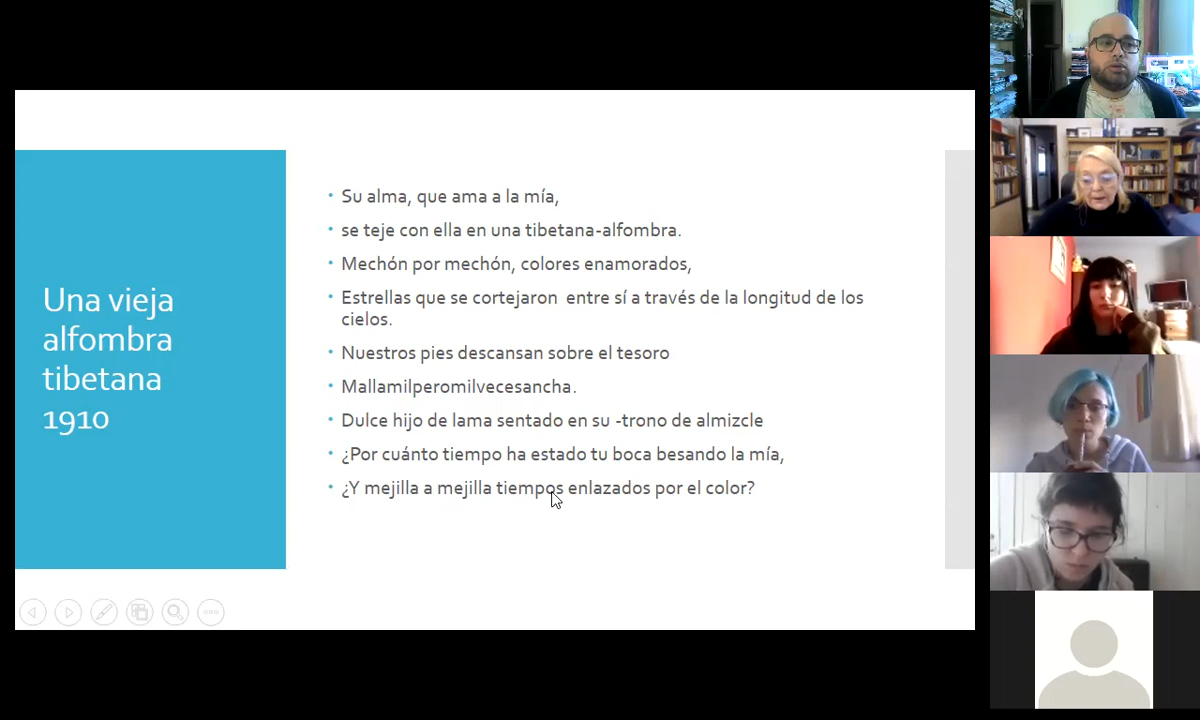 Una vieja
alfombra
tibetana
1910
Su alma, que ama a la mía,
se teje con ella en una tibetana-alfombra.
Mechón por mechón, colores enamorados,
Estrellas que se cortejaron entre sí a través de la longitud de los
cielos.
Nuestros pies descansan sobre el tesoro
Mallamilperomilvecesancha.
Dulce hijo de lama sentado en su -trono de almizcle
¿Por cuánto tiempo ha estado tu boca besando la mía,
¿Y mejilla a mejilla tiempos enlazados por el color?